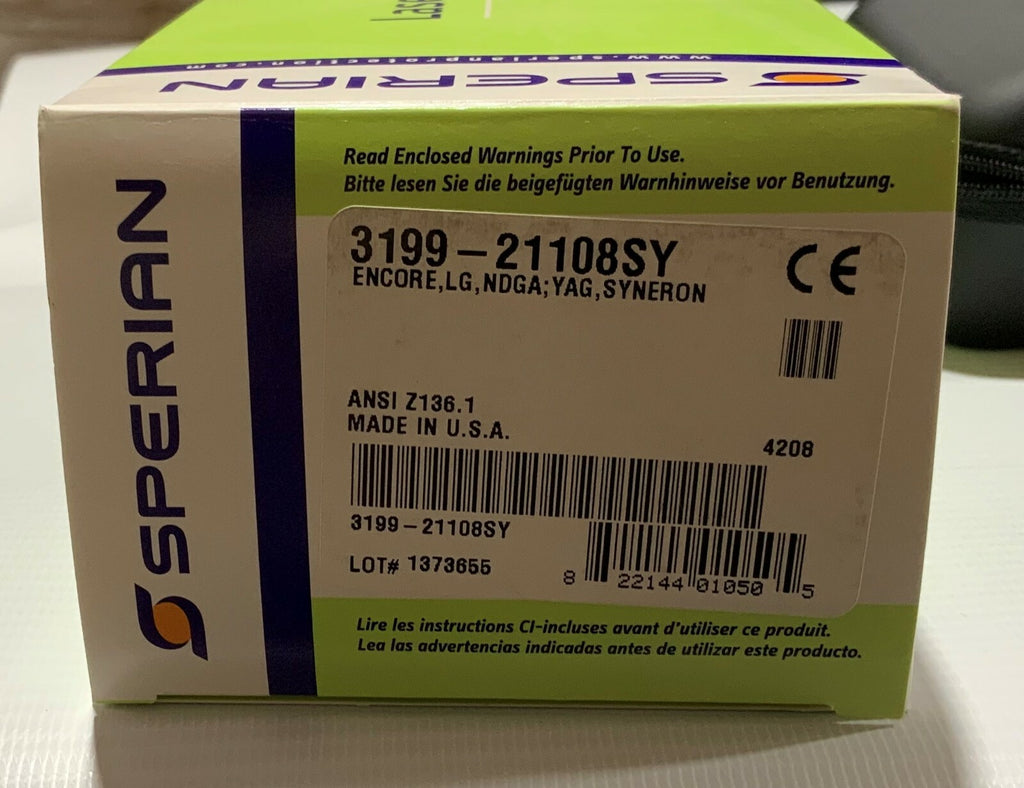 Lase
www.sperianprotection.com
SPERIAN
SPERIAN
Read Enclosed Warnings Prior To Use.
Bitte lesen Sie die beigefügten Warnhinweise vor Benutzung.
3199-21108SY
ENCORE,LG,NDGA;YAG,SYNERON
CE
ANSI Z136.1
MADE IN U.S.A.
4208
3199-21108SY
LOT# 1373655
8 22144 01050 5
Lire les instructions CI-incluses avant d'utiliser ce produit.
Lea las advertencias indicadas antes de utilizar este producto.